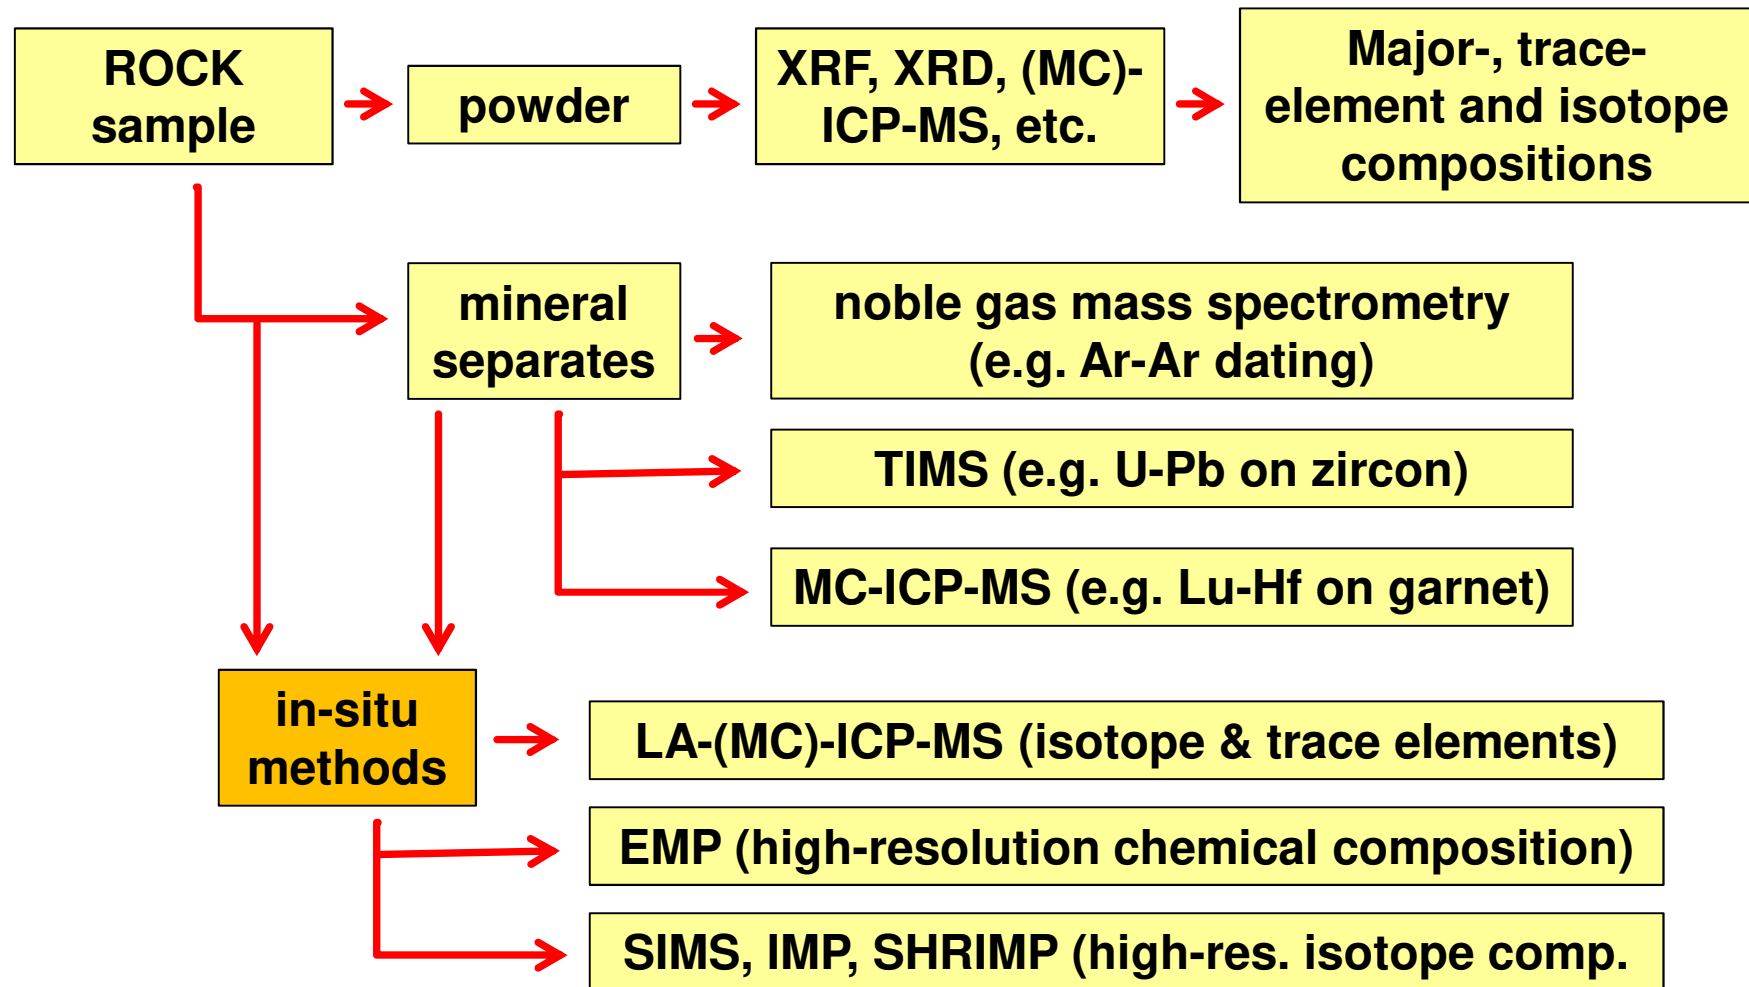 ROCK
sample
powder
XRF, XRD, (MC)-
ICP-MS, etc.
Major-, trace-
element and isotope
compositions
mineral
separates
noble gas mass spectrometry
(e.g. Ar-Ar dating)
TIMS (e.g. U-Pb on zircon)
MC-ICP-MS (e.g. Lu-Hf on garnet)
in-situ
methods
LA-(MC)-ICP-MS (isotope & trace elements)
EMP (high-resolution chemical composition)
SIMS, IMP, SHRIMP (high-res. isotope comp.